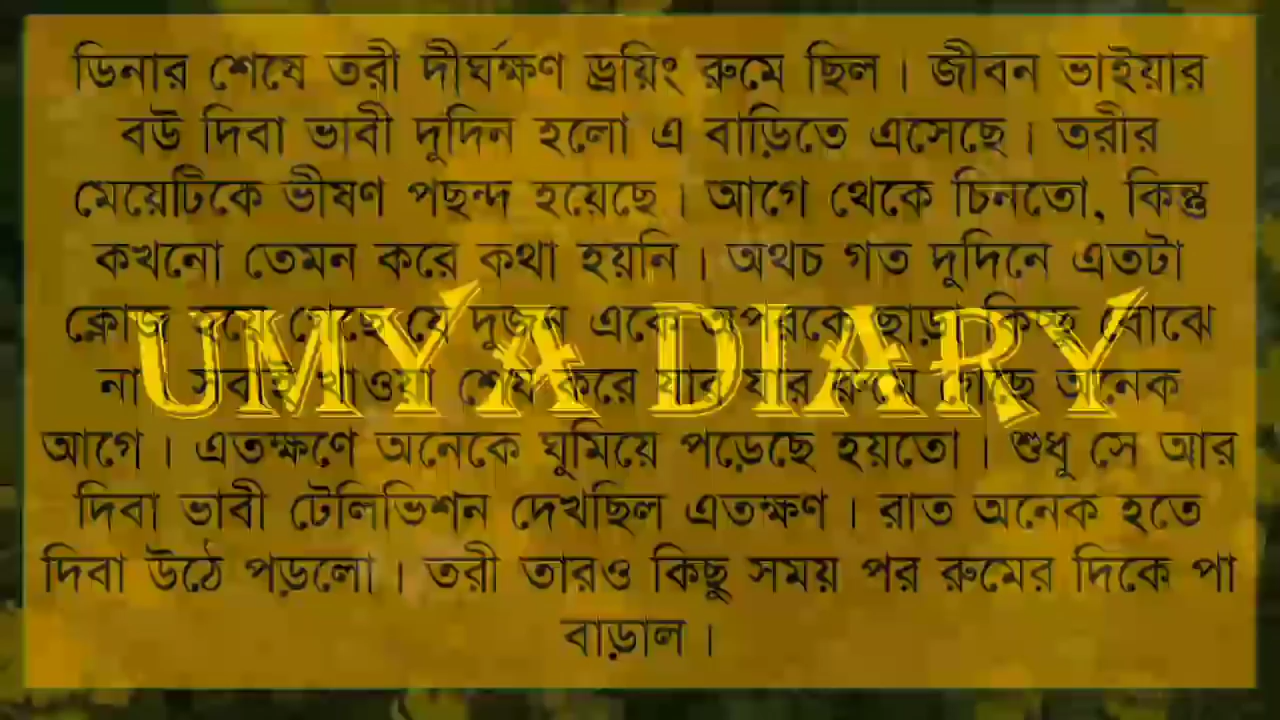 ডিনার শেষে তরী দীর্ঘক্ষণ ড্রয়িং রুমে ছিল। জীবন ভাইয়ার
বউ দিবা ভাবী দুদিন হলো এ বাড়িতে এসেছে। তরীর
মেয়েটিকে ভীষণ পছন্দ হয়েছে। আগে থেকে চিনতো, কিন্তু
কখনো তেমন করে কথা হয়নি। অথচ গত দুদিনে এতটা
ক্লোজ হয়ে গেছে যে দুজন একে অপরকে ছাড়া কিচ্ছু বোঝে
UMYA DIARY
না। সবাই খাওয়া শেষ করে যার যার রুমে গেছে অনেক
আগে। এতক্ষণে অনেকে ঘুমিয়ে পড়েছে হয়তো। শুধু সে আর
দিবা ভাবী টেলিভিশন দেখছিল এতক্ষণ। রাত অনেক হতে
দিবা উঠে পড়লো। তরী তারও কিছু সময় পর রুমের দিকে পা
বাড়াল।